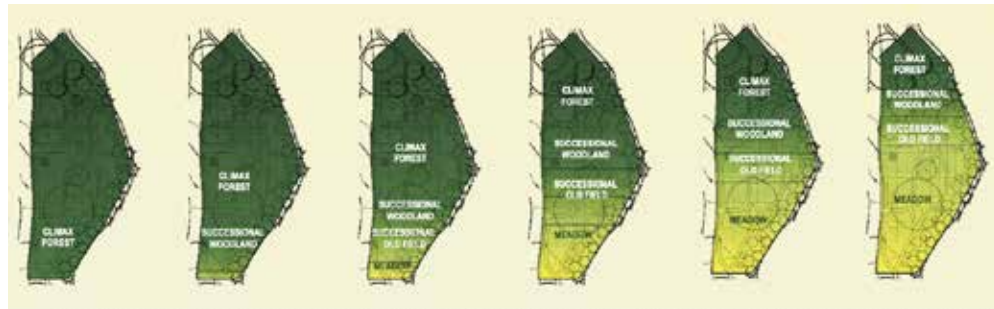 CLIMAX
FOREST
CLIMAX
FOREST
SUCCESSIONAL
WOODLAND
CLIMAX
FOREST
SUCCESSIONAL
WOODLAND
SUCCESSIONAL
OLD FIELD
MEADOW
CLIMAX
FOREST
SUCCESSIONAL
WOODLAND
SUCCESSIONAL
OLD FIELD
MEADOW
CLIMAX
FOREST
SUCCESSIONAL
WOODLAND
SUCCESSIONAL
OLD FIELD
MEADOW
CLIMAX
FOREST
SUCCESSIONAL
WOODLAND
SUCCESSIONAL
OLD FIELD
MEADOW